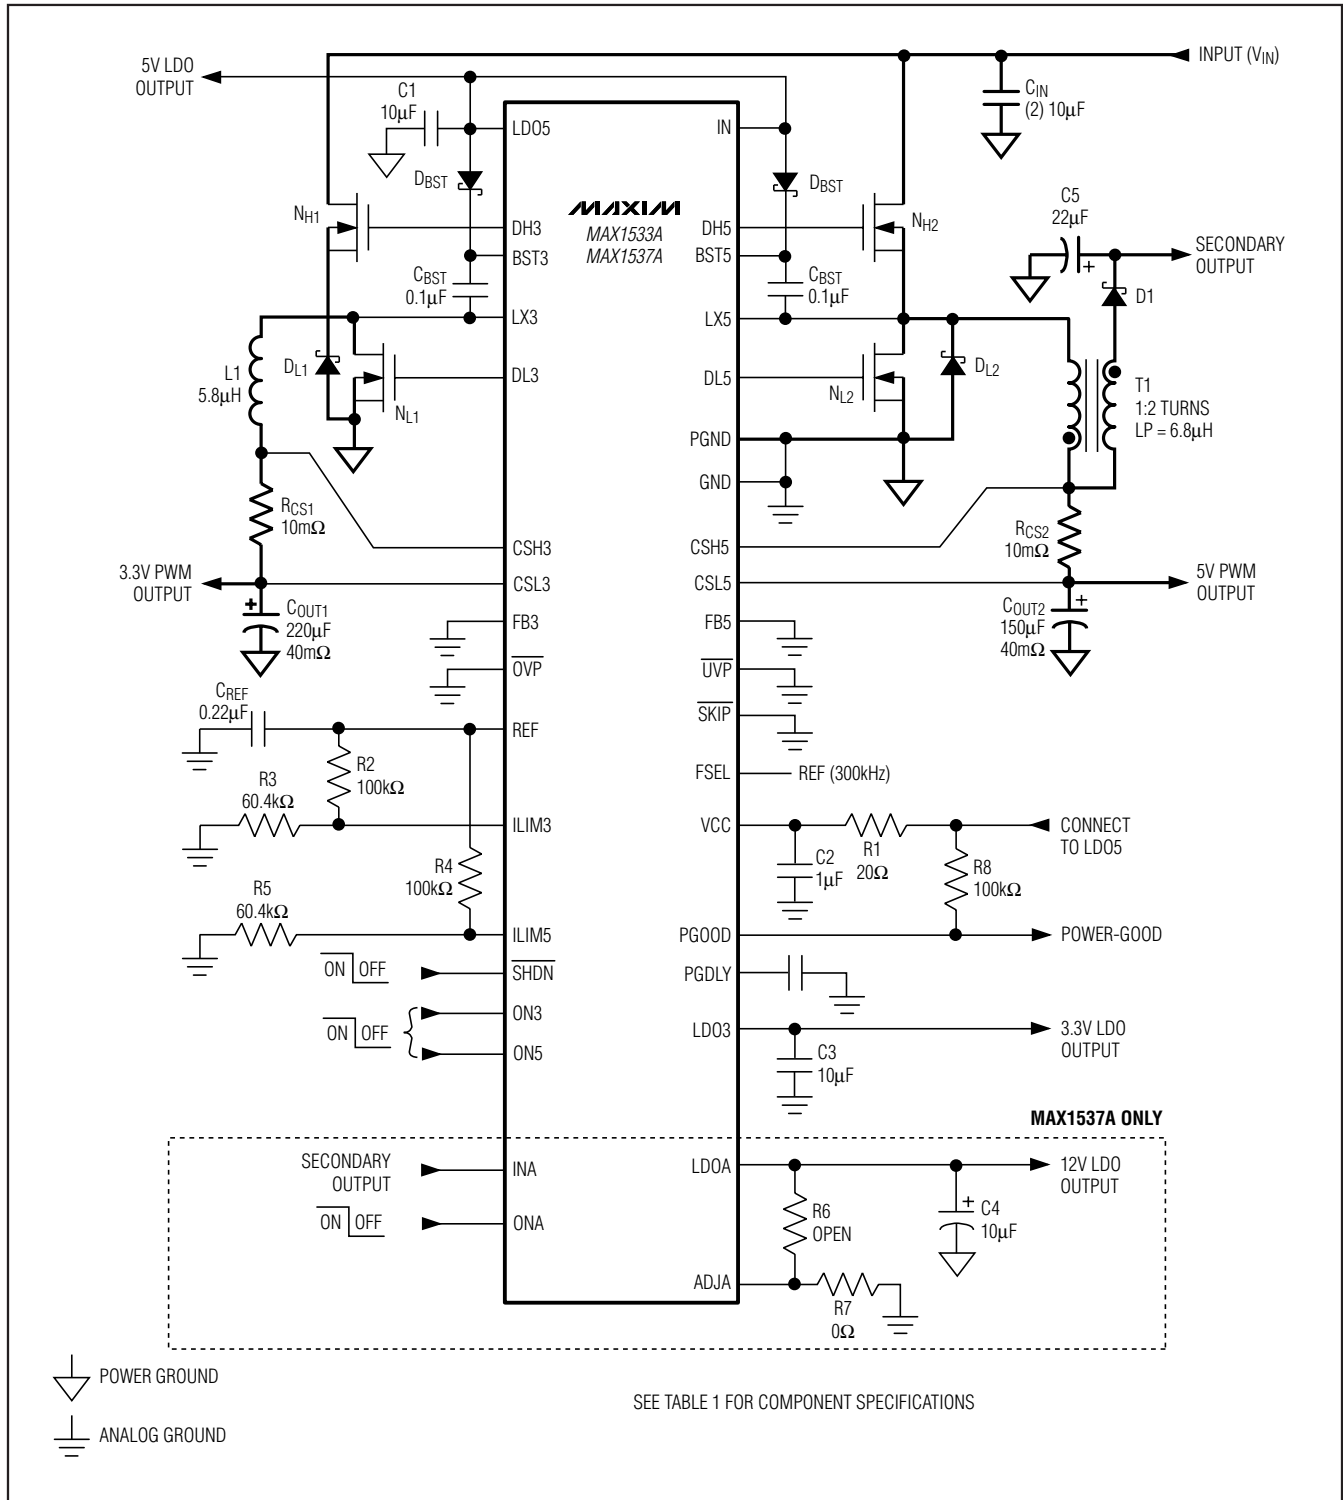 INPUT (VIN)
5V LDO
OUTPUT
C1
10µF
CIN
(2) 10µF
LDO5
IN
DBST
DBST
MAXIM
MAX1533A
MAX1537A
C5
22µF
NH1
DH3
DH5
NH2
SECONDARY
OUTPUT
BST3
BST5
+
CBST
0.1µF
CBST
0.1µF
D1
LX3
LX5
L1
5.8µH
DL1
DL3
DL5
DL2
NL1
NL2
T1
1:2 TURNS
LP = 6.8µH
PGND
GND
RCS1
10mΩ
RCS2
10mΩ
CSH3
CSH5
3.3V PWM
OUTPUT
CSL3
CSL5
5V PWM
OUTPUT
+
COUT1
220µF
40mΩ
+
COUT2
150µF
40mΩ
FB3
FB5
OVP
UVP
SKIP
CREF
0.22µF
REF
R2
100kΩ
FSEL
REF (300kHz)
R3
60.4kΩ
ILIM3
VCC
CONNECT
TO LDO5
R1
20Ω
C2
1µF
R8
100kΩ
R4
100kΩ
R5
60.4kΩ
ILIM5
PGOOD
POWER-GOOD
ON OFF
SHDN
PGDLY
ON3
ON OFF
ON5
LDO3
3.3V LDO
OUTPUT
C3
10µF
MAX1537A ONLY
SECONDARY
OUTPUT
INA
LDOA
12V LDO
OUTPUT
ON OFF
ONA
R6
OPEN
+
C4
10µF
ADJA
R7
0Ω
POWER GROUND
SEE TABLE 1 FOR COMPONENT SPECIFICATIONS
ANALOG GROUND